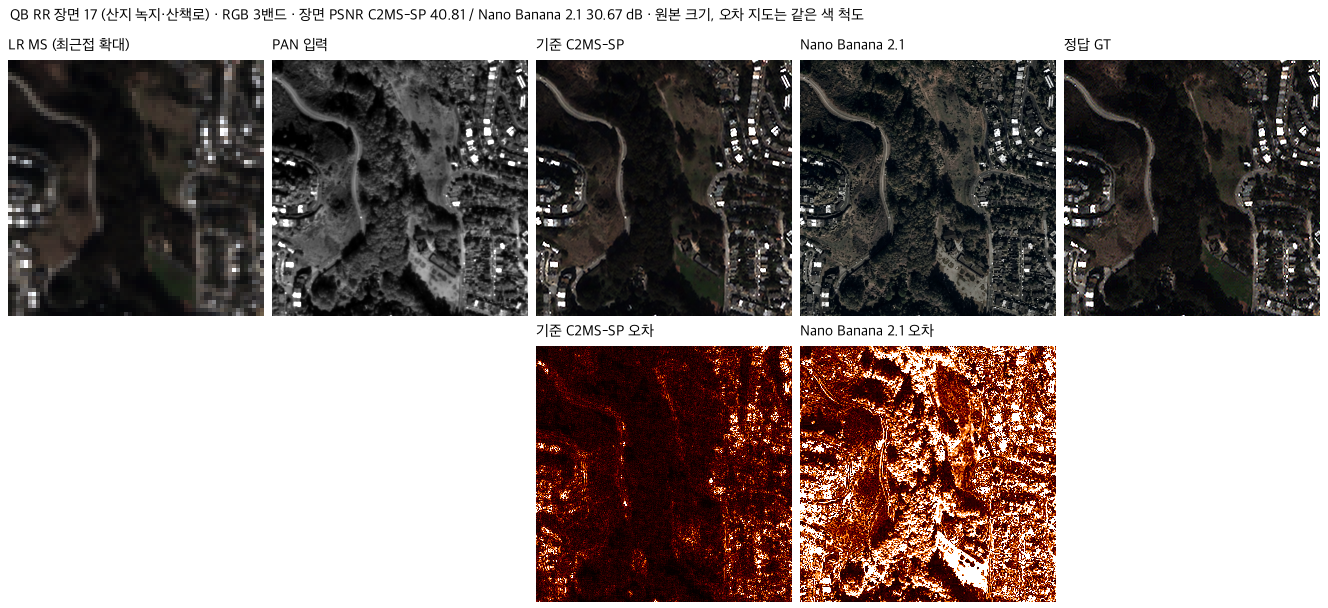 QB RR 장면 17 (산지 녹지·산책로) · RGB 3밴드 · 장면 PSNR C2MS-SP 40.81 / Nano Banana 2.1 30.67 dB · 원본 크기, 오차 지도는 같은 색 척도
LR MS (최근접 확대)
PAN 입력
기준 C2MS-SP
Nano Banana 2.1
정답 GT
기준 C2MS-SP 오차
Nano Banana 2.1 오차